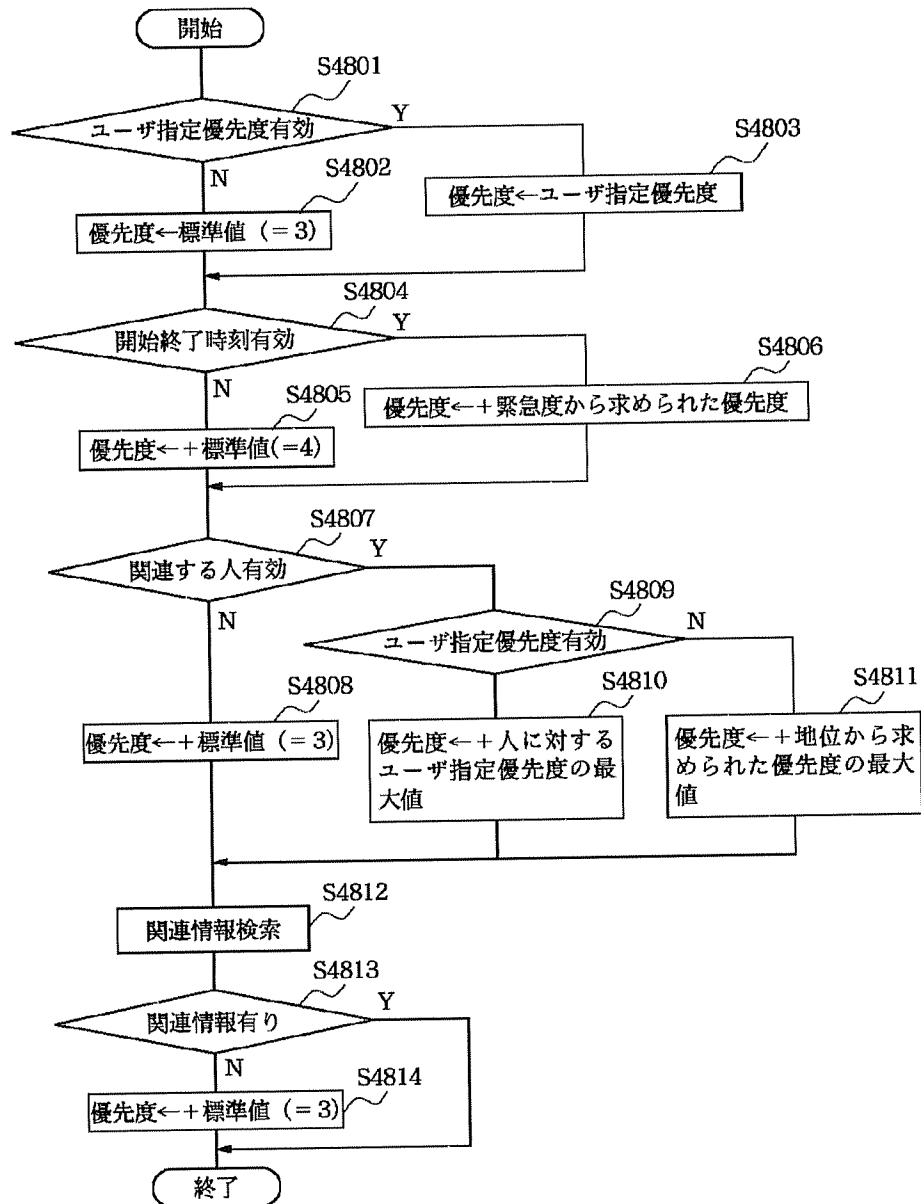 開始
S4801
ユーザ指定優先度有効
Y
N
S4802
優先度←標準値 (=3)
S4803
優先度←ユーザ指定優先度
S4804
開始終了時刻有効
Y
N
S4805
優先度←+標準値(=4)
S4806
優先度←+緊急度から求められた優先度
S4807
関連する人有効
Y
N
S4808
優先度←+標準値 (=3)
S4809
ユーザ指定優先度有効
N
S4810
優先度←+人に対する
ユーザ指定優先度の最
大値
S4811
優先度←+地位から求
められた優先度の最大
値
S4812
関連情報検索
S4813
関連情報有り
Y
N
S4814
優先度←+標準値 (=3)
終了